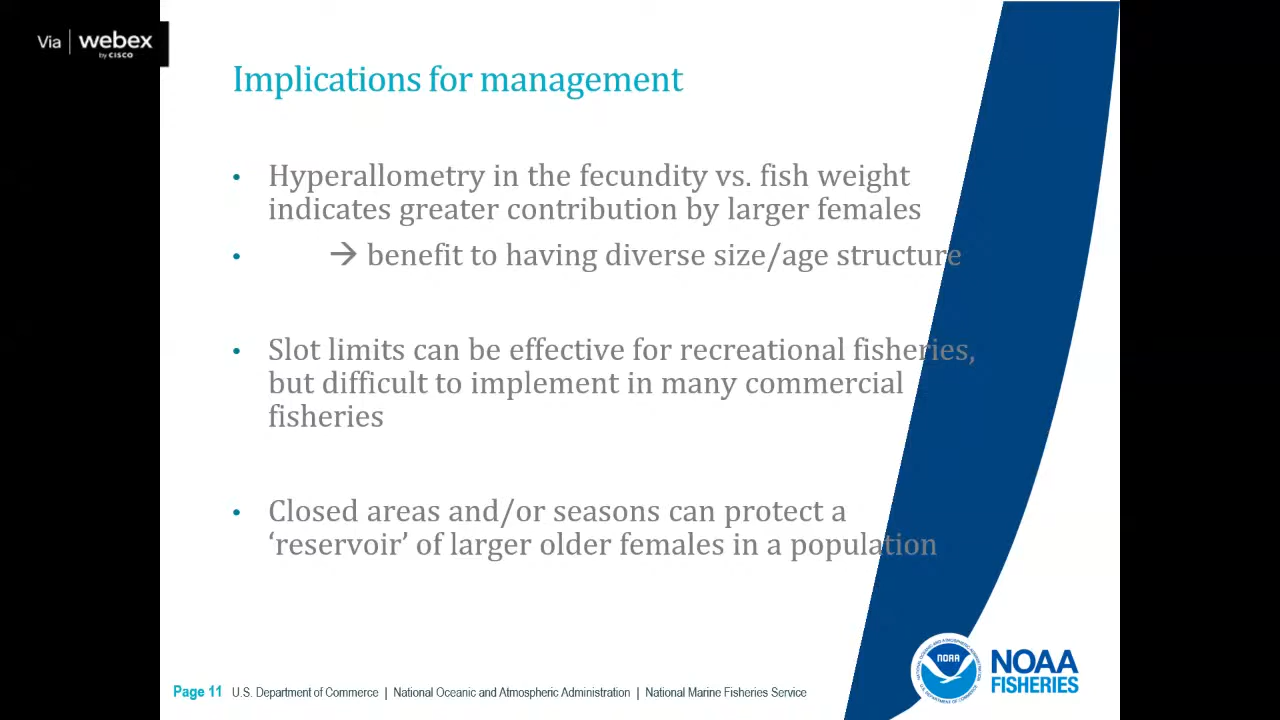 Via | webex
by CISCO
Implications for management
• Hyperallometry in the fecundity vs. fish weight
indicates greater contribution by larger females
• → benefit to having diverse size/age structure
• Slot limits can be effective for recreational fisheries,
but difficult to implement in many commercial
fisheries
• Closed areas and/or seasons can protect a
‘reservoir’ of larger older females in a population
NOAA
NOAA
FISHERIES
Page 11 U.S. Department of Commerce | National Oceanic and Atmospheric Administration | National Marine Fisheries Service